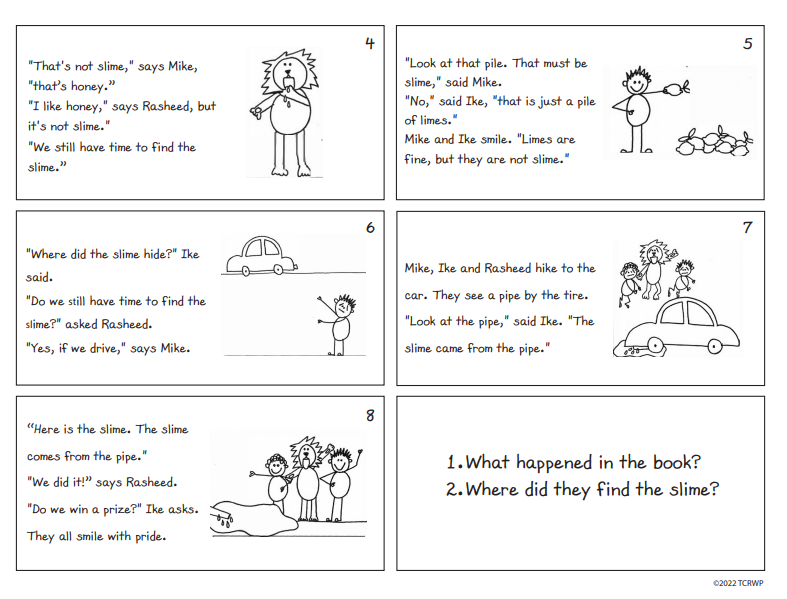 4
"That's not slime," says Mike,
"that's honey."
"I like honey," says Rasheed, but
it's not slime."
"We still have time to find the
slime."
5
"Look at that pile. That must be
slime," said Mike.
"No," said Ike, "that is just a pile
of limes."
Mike and Ike smile. "Limes are
fine, but they are not slime."
6
"Where did the slime hide?" Ike
said.
"Do we still have time to find the
slime?" asked Rasheed.
"Yes, if we drive," says Mike.
7
Mike, Ike and Rasheed hike to the
car. They see a pipe by the tire.
"Look at the pipe," said Ike. "The
slime came from the pipe."
8
"Here is the slime. The slime
comes from the pipe."
"We did it!" says Rasheed.
"Do we win a prize?" Ike asks.
They all smile with pride.
1.What happened in the book?
2.Where did they find the slime?
©2022 TCRWP